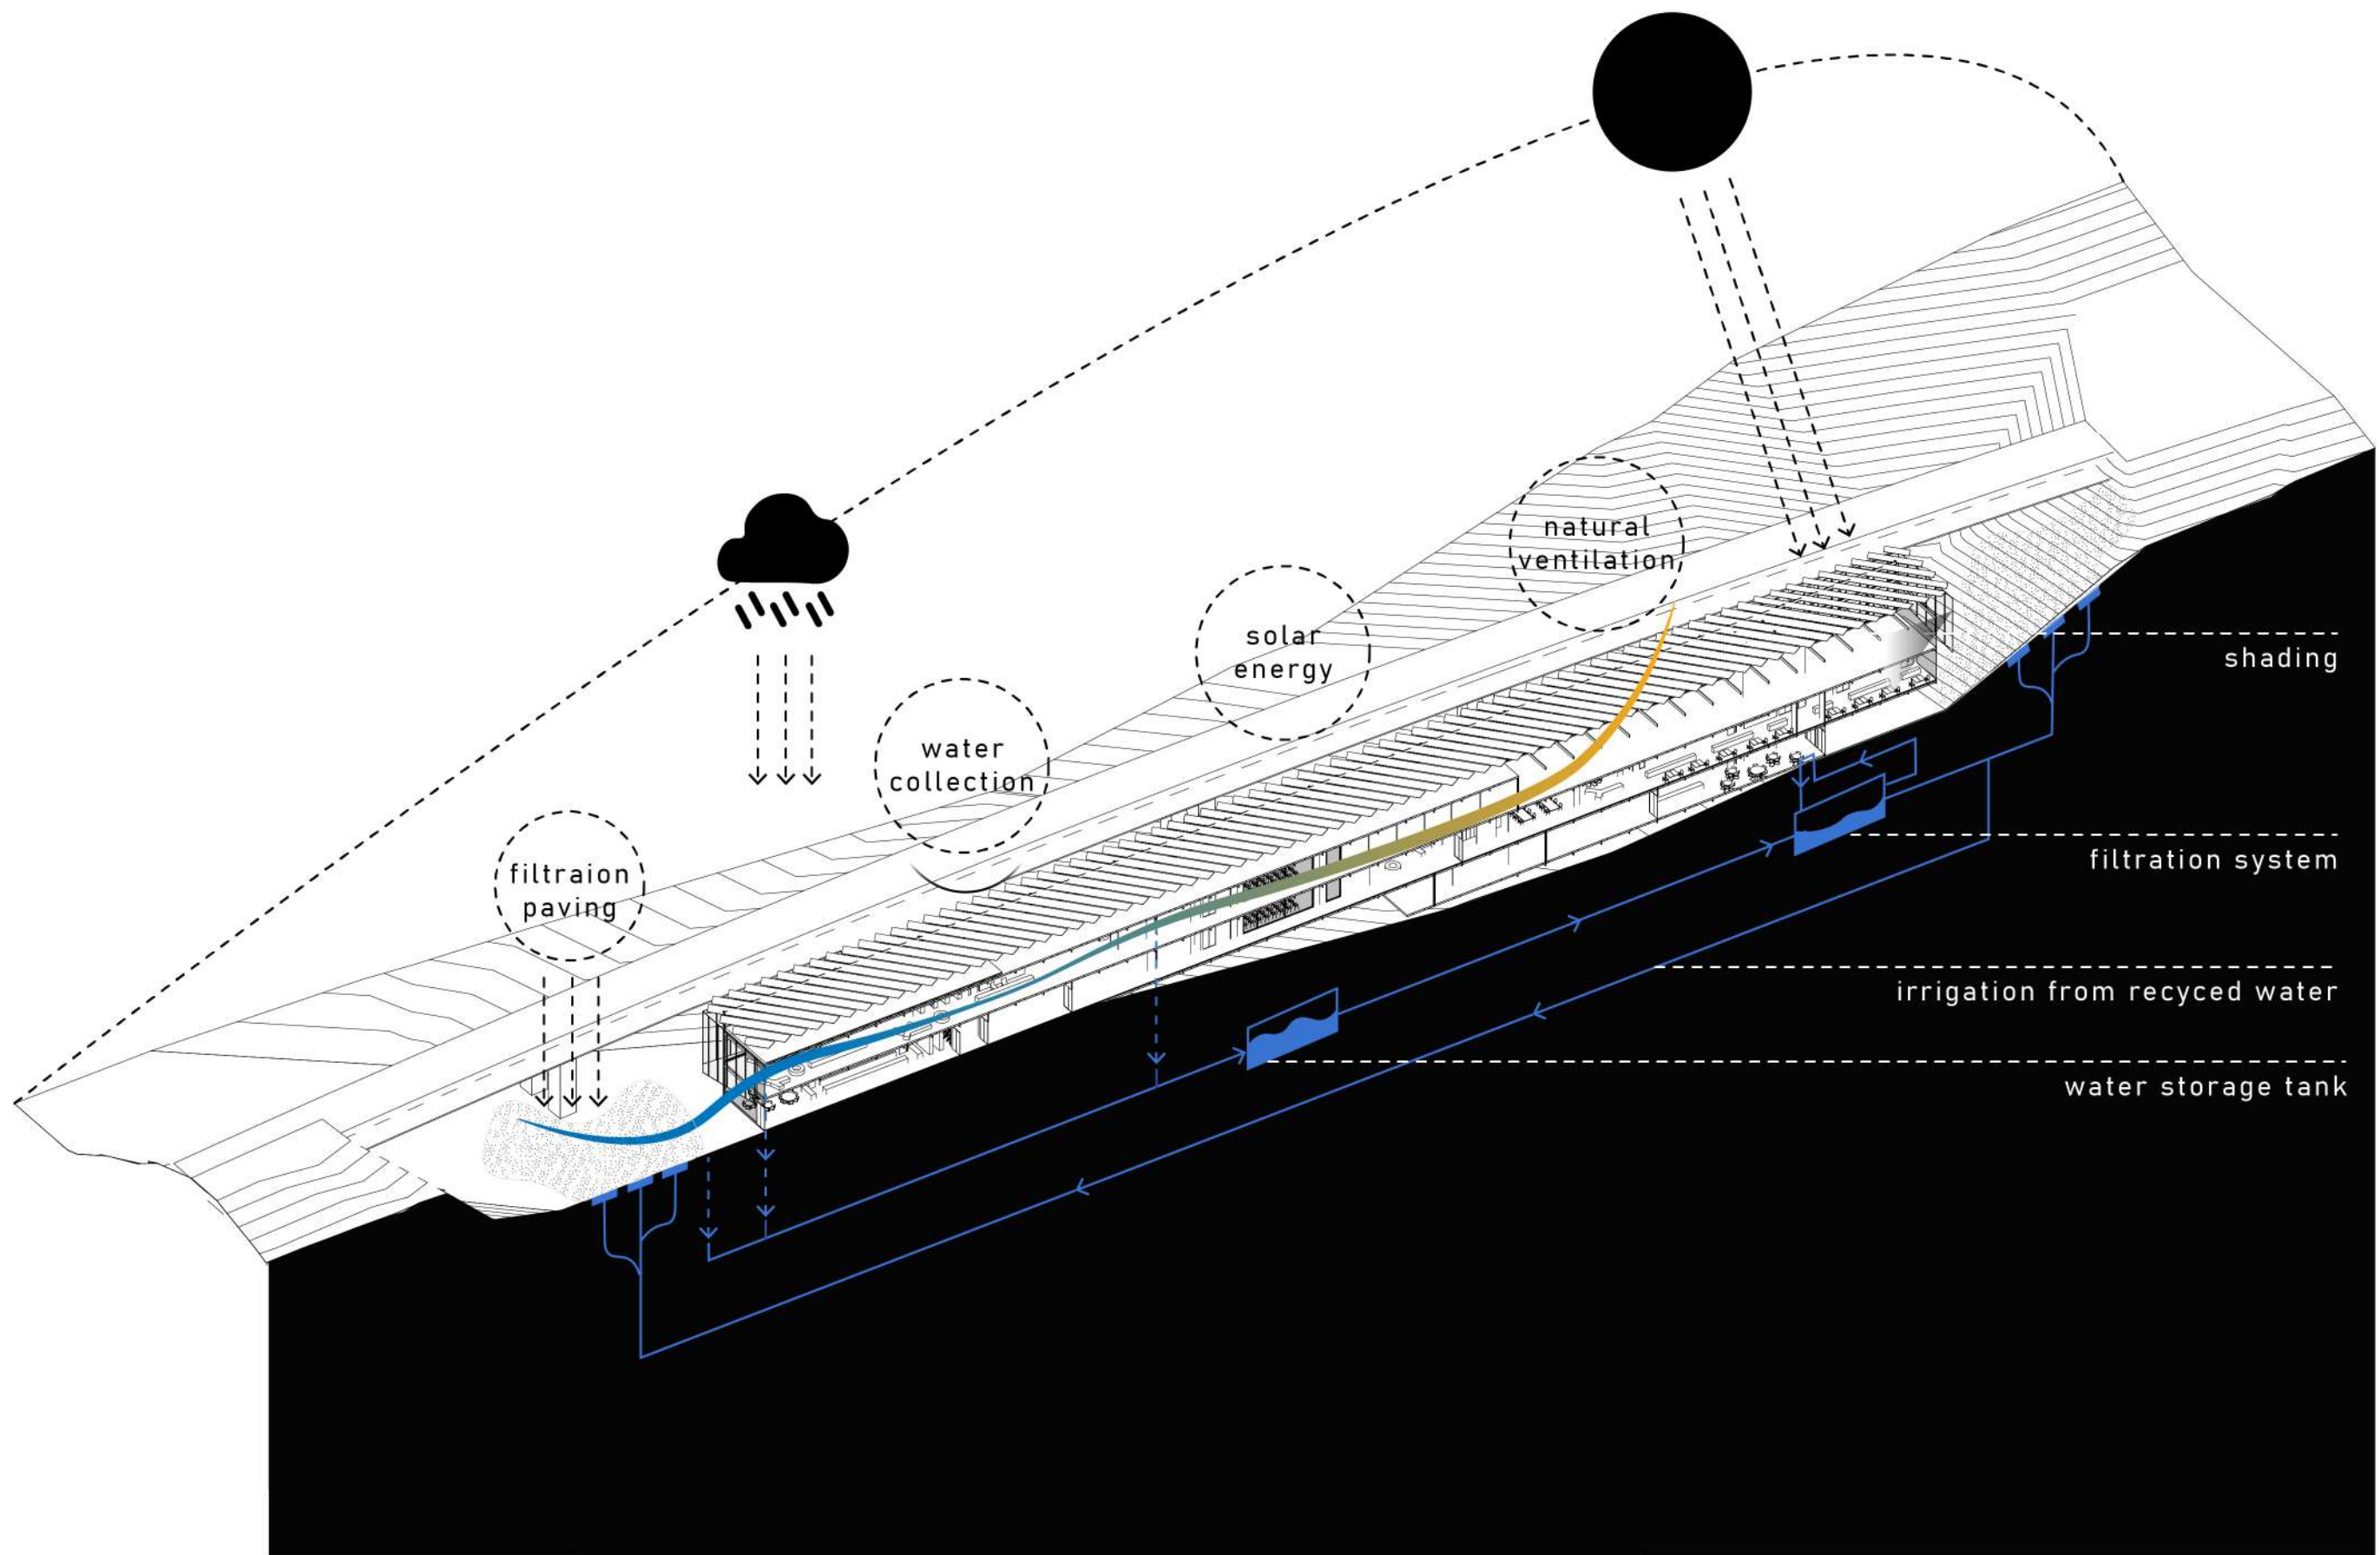 natural
ventilation
solar
energy
shading
water
collection
filtraion
paving
filtration system
irrigation from recyced water
water storage tank